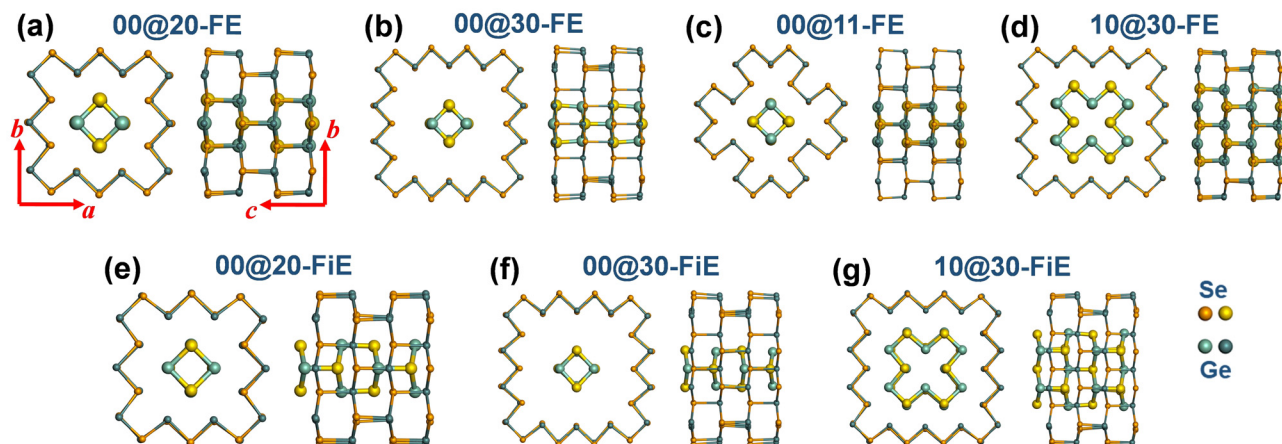 (a) 00@20-FE
(b) 00@30-FE
(c) 00@11-FE
(d) 10@30-FE
b
a
b
c
(e) 00@20-FiE
(f) 00@30-FiE
(g) 10@30-FiE
Se
Ge